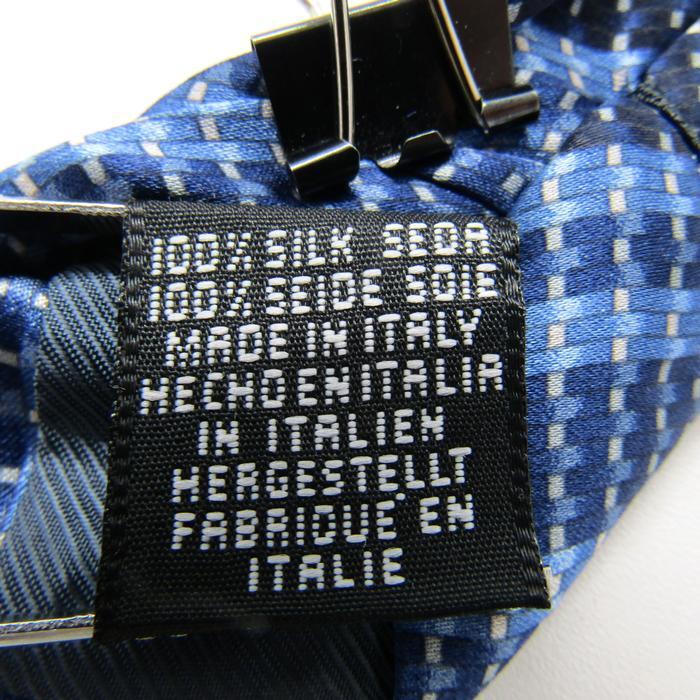 100% SILK SEDA
100% SEIDE SOIE
MADE IN ITALY
HECHO EN ITALIA
IN ITALIEN
HERGESTELLT
FABRIQUE' EN
ITALIE